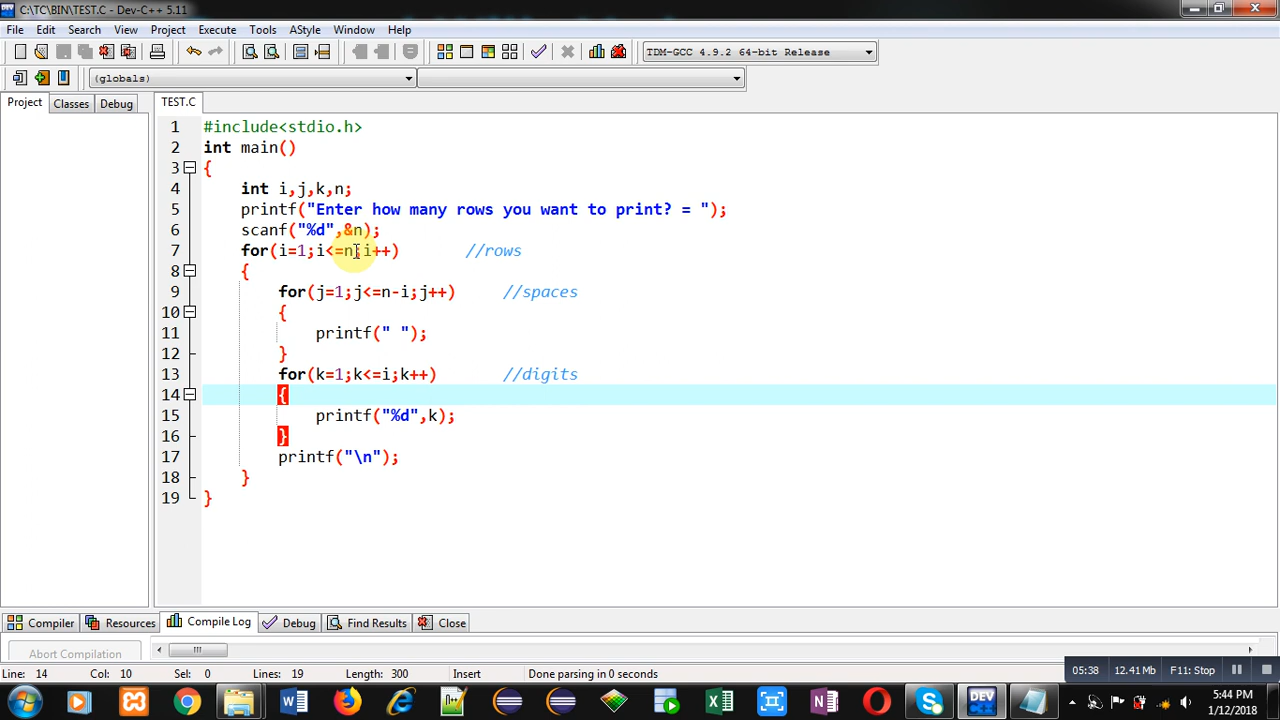 C:\TC\BIN\TEST.C - Dev-C++ 5.11
File Edit Search View Project Execute Tools AStyle Window Help
TDM-GCC 4.9.2 64-bit Release
(globals)
Project Classes Debug TEST.C
1 #include<stdio.h>
2 int main()
3 {
4 int i,j,k,n;
5 printf("Enter how many rows you want to print? = ");
6 scanf("%d",&n);
7 for(i=1;i<=n;i++) //rows
8 {
9 for(j=1;j<=n-i;j++) //spaces
10 {
11 printf(" ");
12 }
13 for(k=1;k<=i;k++) //digits
14 {
15 printf("%d",k);
16 }
17 printf("\n");
18 }
19 }
Compiler Resources Compile Log Debug Find Results Close
Abort Compilation
Line: 14 Col: 10 Sel: 0 Lines: 19 Length: 300 Insert Done parsing in 0 seconds
05:38 12.41 Mb F11: Stop
5:44 PM
1/12/2018